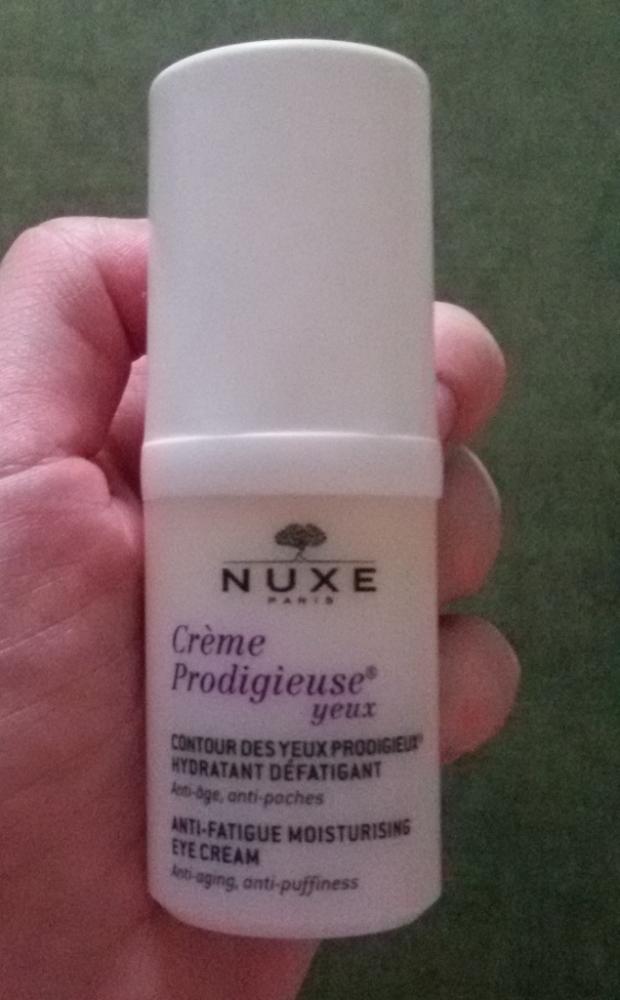 NUXE
PARIS
Crème
Prodigieuse®
yeux
CONTOUR DES YEUX PRODIGIEUX®
HYDRATANT DÉFATIGANT
Anti-âge, anti-poches
ANTI-FATIGUE MOISTURISING
EYE CREAM
Anti-aging, anti-puffiness